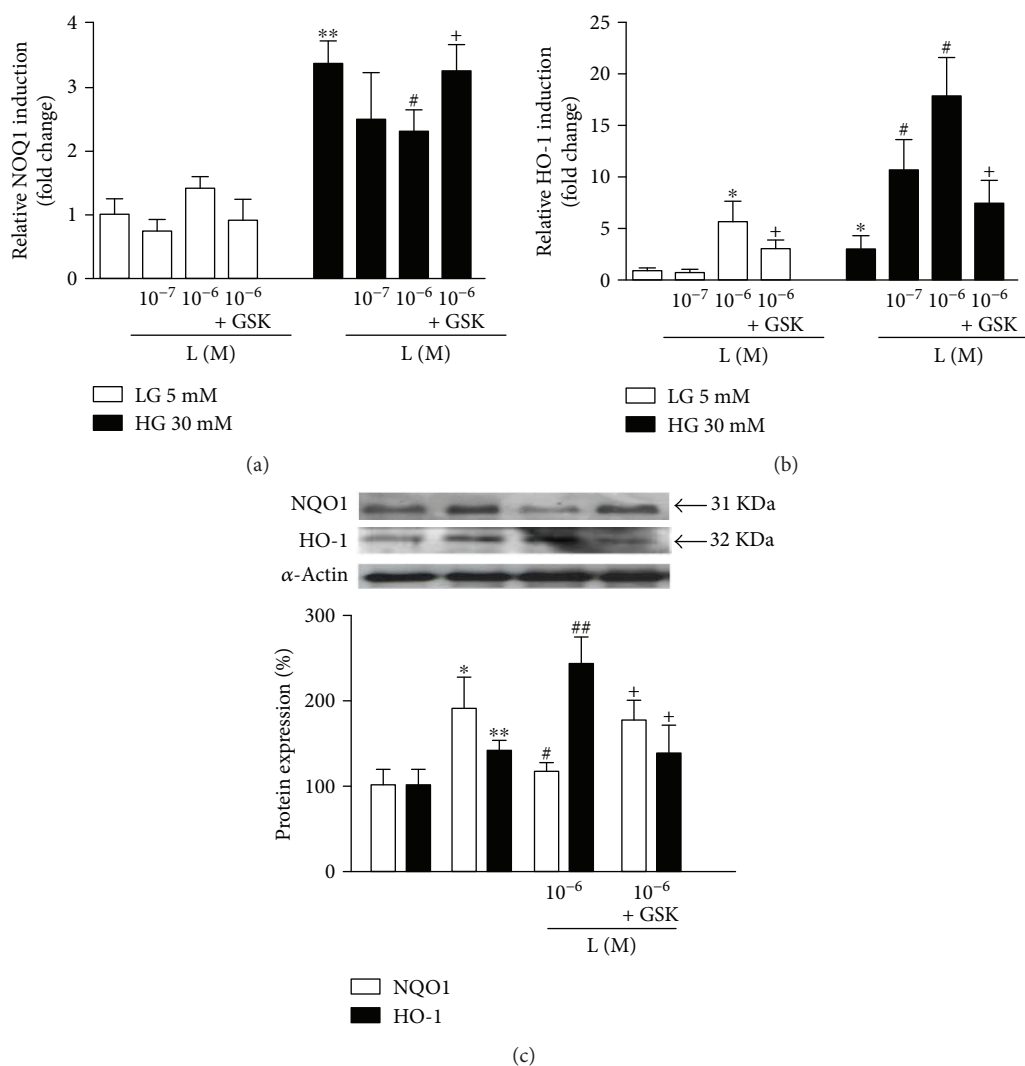 Relative NOQ1 induction
(fold change)
4
3
2
1
0
**
#
+
10⁻⁷ 10⁻⁶ 10⁻⁶
+ GSK
L (M)
10⁻⁷ 10⁻⁶ 10⁻⁶
+ GSK
L (M)
LG 5 mM
HG 30 mM
(a)
Relative HO-1 induction
(fold change)
25
20
15
10
5
0
*
+
*
#
#
+
10⁻⁷ 10⁻⁶ 10⁻⁶
+ GSK
L (M)
10⁻⁷ 10⁻⁶ 10⁻⁶
+ GSK
L (M)
LG 5 mM
HG 30 mM
(b)
NQO1 ←31 KDa
HO-1 ←32 KDa
α-Actin
Protein expression (%)
300
200
100
0
*
**
#
##
+
+
10⁻⁶ 10⁻⁶
+ GSK
L (M)
NQO1
HO-1
(c)